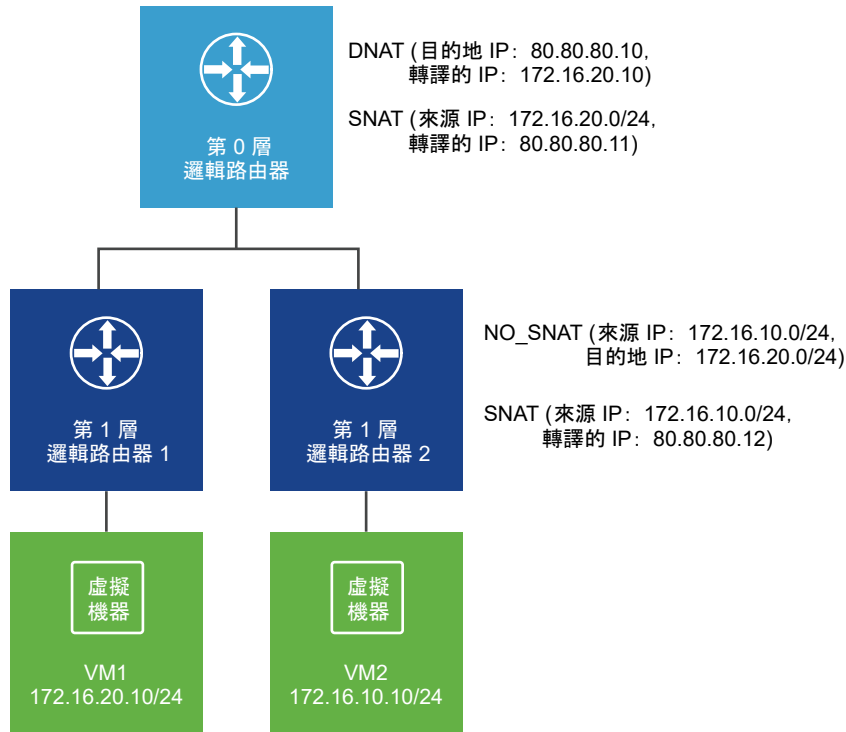 DNAT (目的地 IP：80.80.80.10,
轉譯的 IP：172.16.20.10)
SNAT (來源 IP：172.16.20.0/24,
轉譯的 IP：80.80.80.11)
第 0 層
邏輯路由器
第 1 層
邏輯路由器 1
第 1 層
邏輯路由器 2
NO_SNAT (來源 IP：172.16.10.0/24,
目的地 IP：172.16.20.0/24)
SNAT (來源 IP：172.16.10.0/24,
轉譯的 IP：80.80.80.12)
虛擬
機器
VM1
172.16.20.10/24
虛擬
機器
VM2
172.16.10.10/24